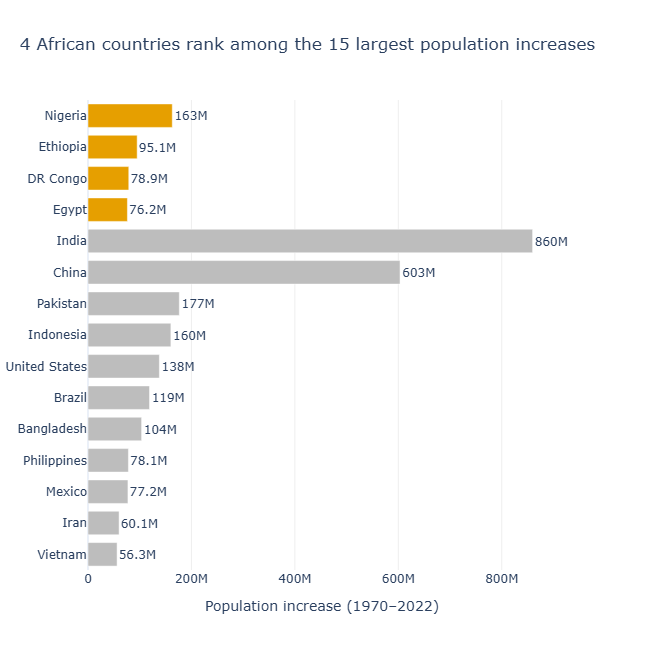 4 African countries rank among the 15 largest population increases
Nigeria 163M
Ethiopia 95.1M
DR Congo 78.9M
Egypt 76.2M
India 860M
China 603M
Pakistan 177M
Indonesia 160M
United States 138M
Brazil 119M
Bangladesh 104M
Philippines 78.1M
Mexico 77.2M
Iran 60.1M
Vietnam 56.3M
0 200M 400M 600M 800M
Population increase (1970–2022)